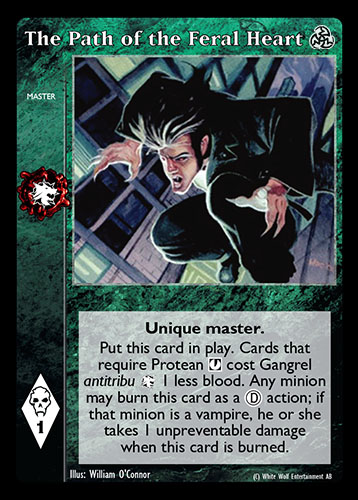 The Path of the Feral Heart
MASTER
Unique master.
Put this card in play. Cards that
require Protean cost Gangrel
antitribu 1 less blood. Any minion
may burn this card as a D action; if
that minion is a vampire, he or she
takes 1 unpreventable damage
when this card is burned.
1
Illus: William O'Connor
(C) White Wolf Entertainment AB